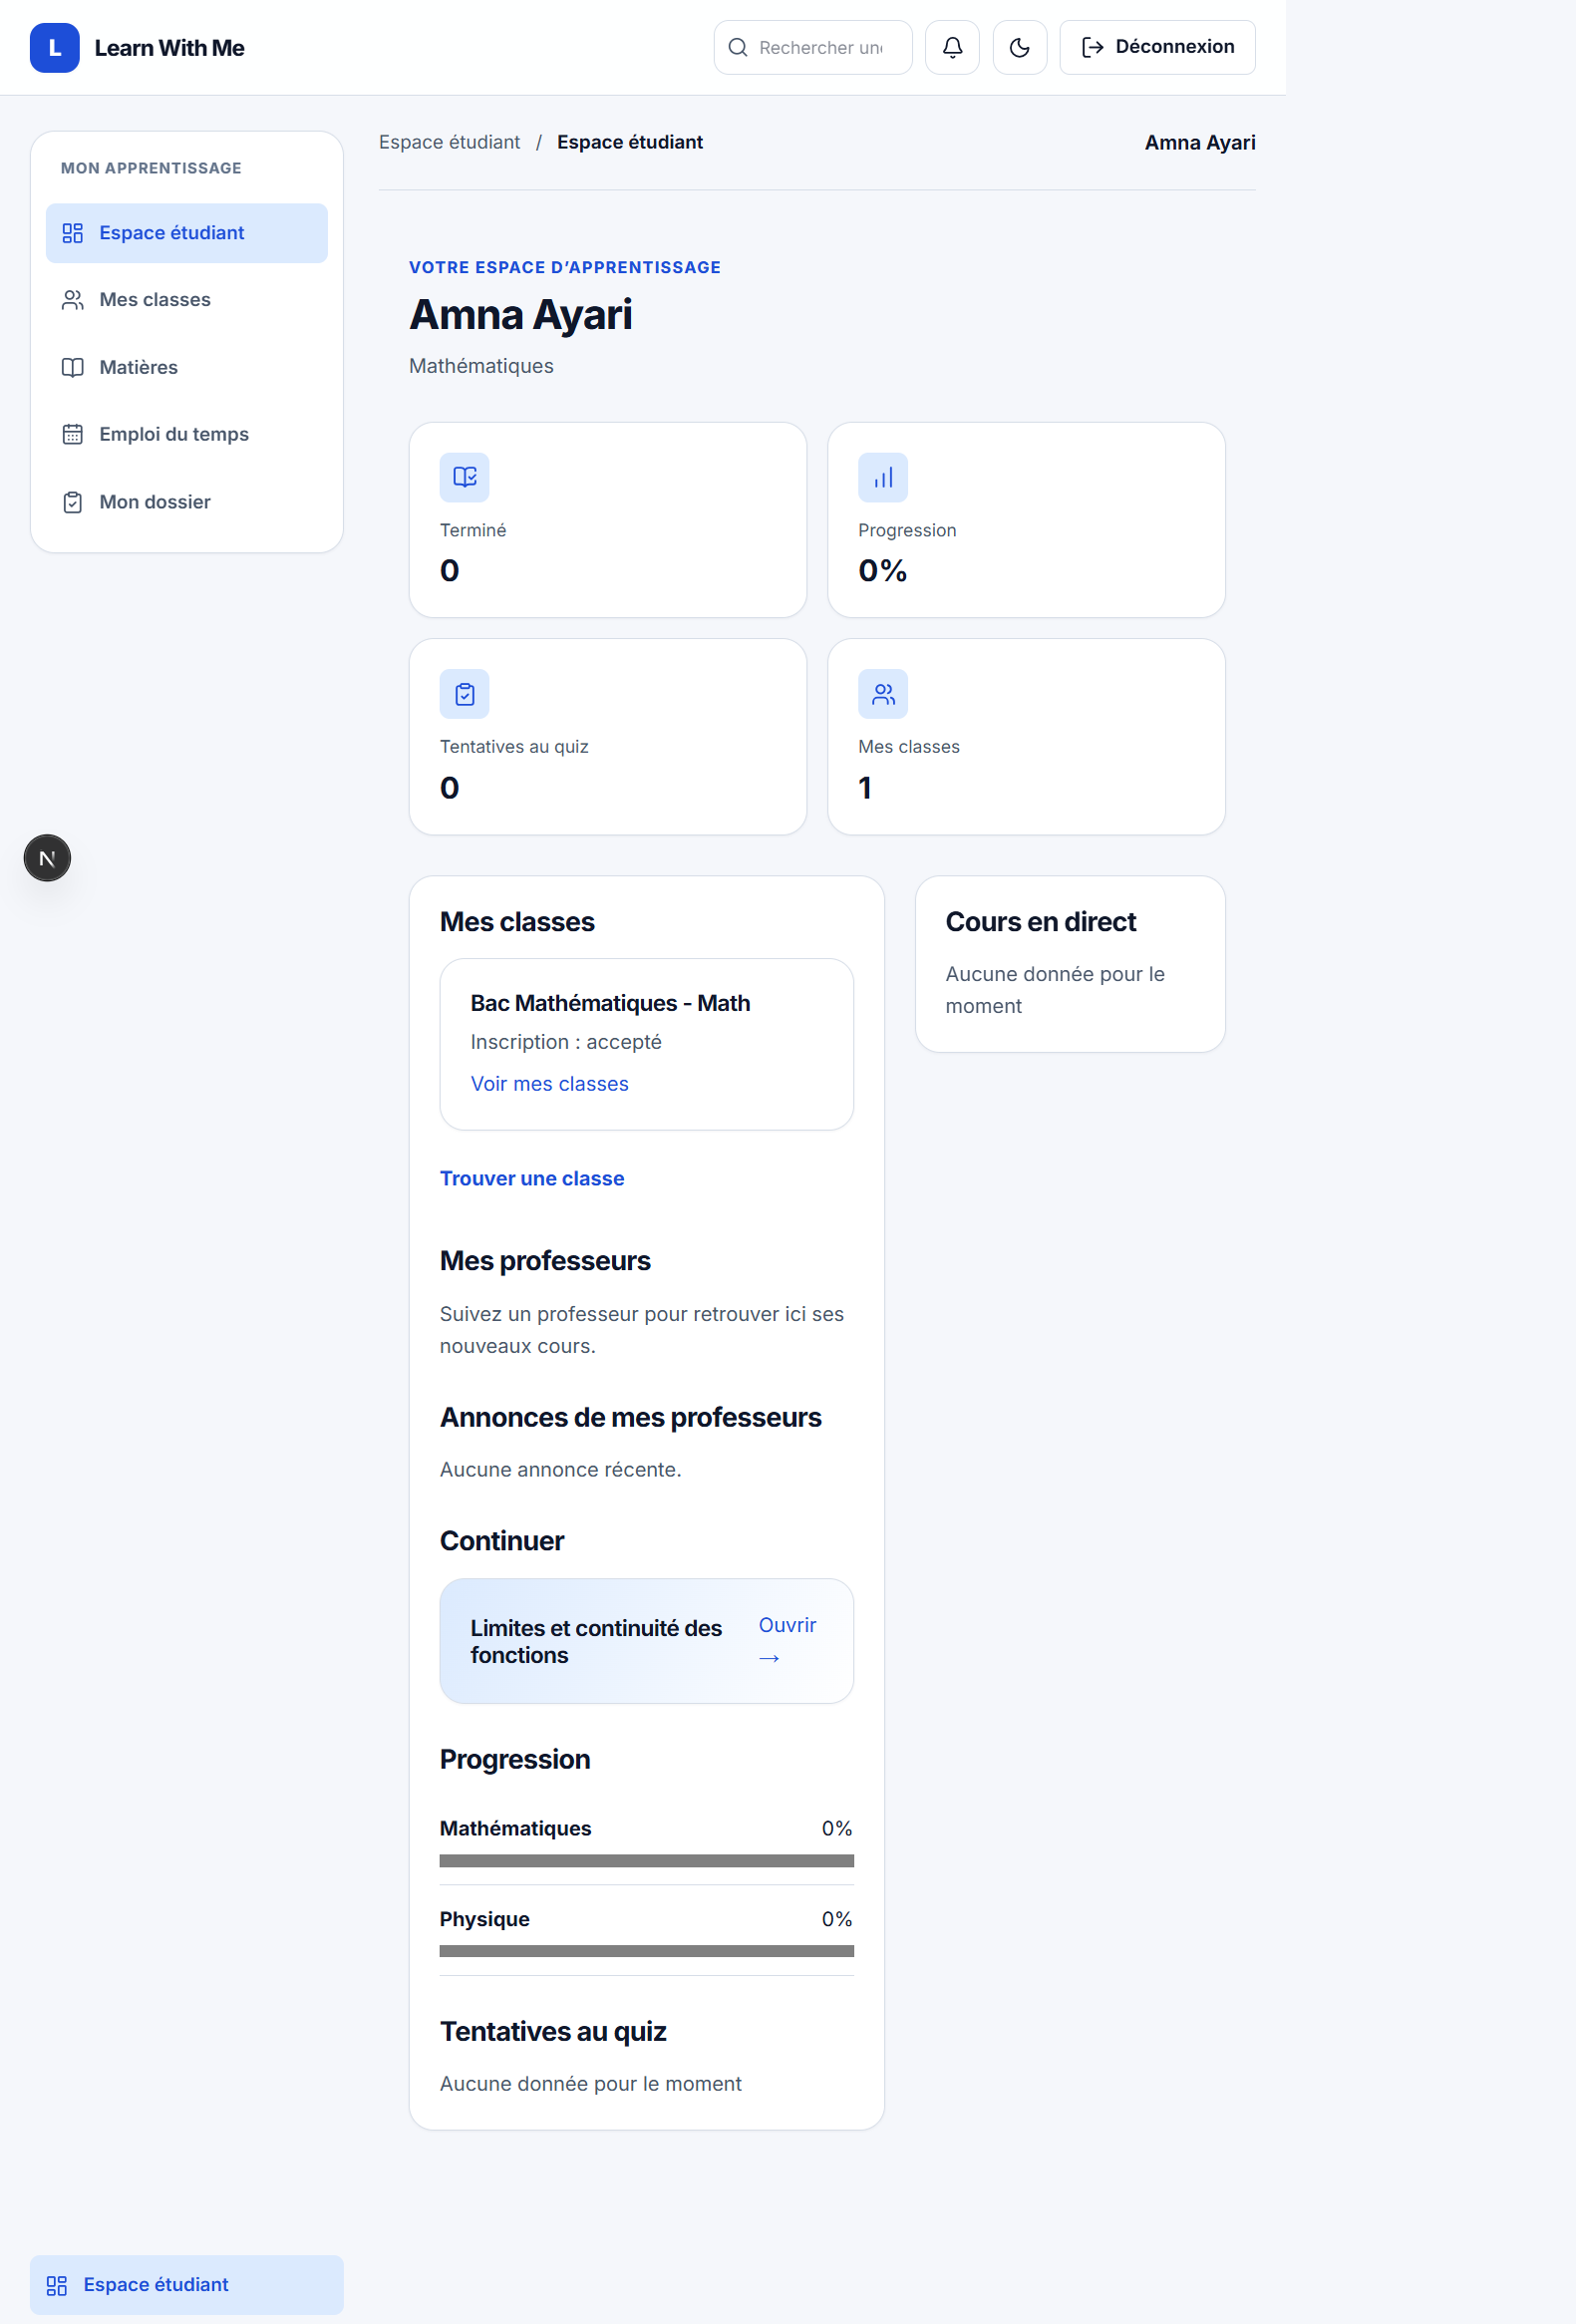 L Learn With Me
Rechercher un
Déconnexion
MON APPRENTISSAGE
Espace étudiant
Mes classes
Matières
Emploi du temps
Mon dossier
Espace étudiant / Espace étudiant
Amna Ayari
VOTRE ESPACE D’APPRENTISSAGE
Amna Ayari
Mathématiques
Terminé
0
Progression
0%
Tentatives au quiz
0
Mes classes
1
N
Mes classes
Bac Mathématiques - Math
Inscription : accepté
Voir mes classes
Trouver une classe
Mes professeurs
Suivez un professeur pour retrouver ici ses
nouveaux cours.
Annonces de mes professeurs
Aucune annonce récente.
Continuer
Limites et continuité des
fonctions
Ouvrir
→
Progression
Mathématiques 0%
Physique 0%
Tentatives au quiz
Aucune donnée pour le moment
Cours en direct
Aucune donnée pour le
moment
Espace étudiant